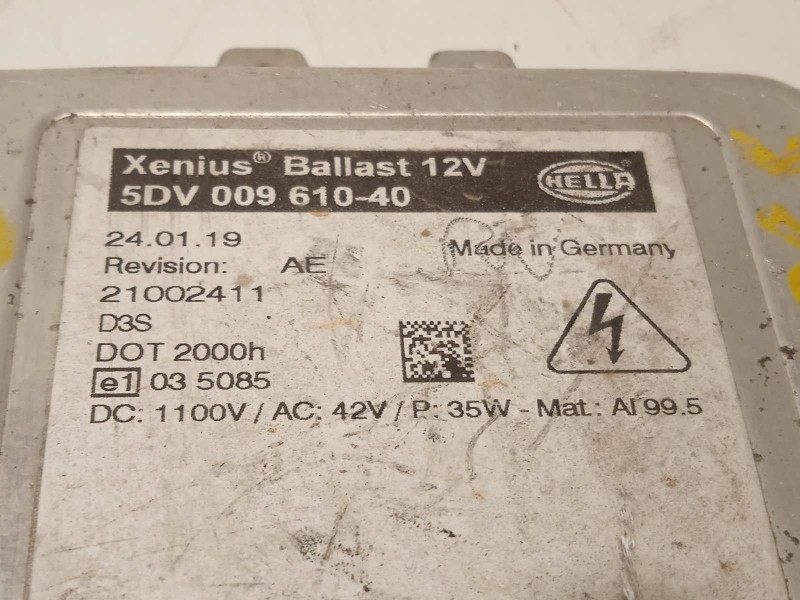 Xenius® Ballast 12V
5DV 009 610-40
HELLA
24.01.19
Made in Germany
Revision: AE
21002411
D3S
DOT 2000h
e1 03 5085
DC: 1100V / AC: 42V / P: 35W - Mat.: Al 99.5